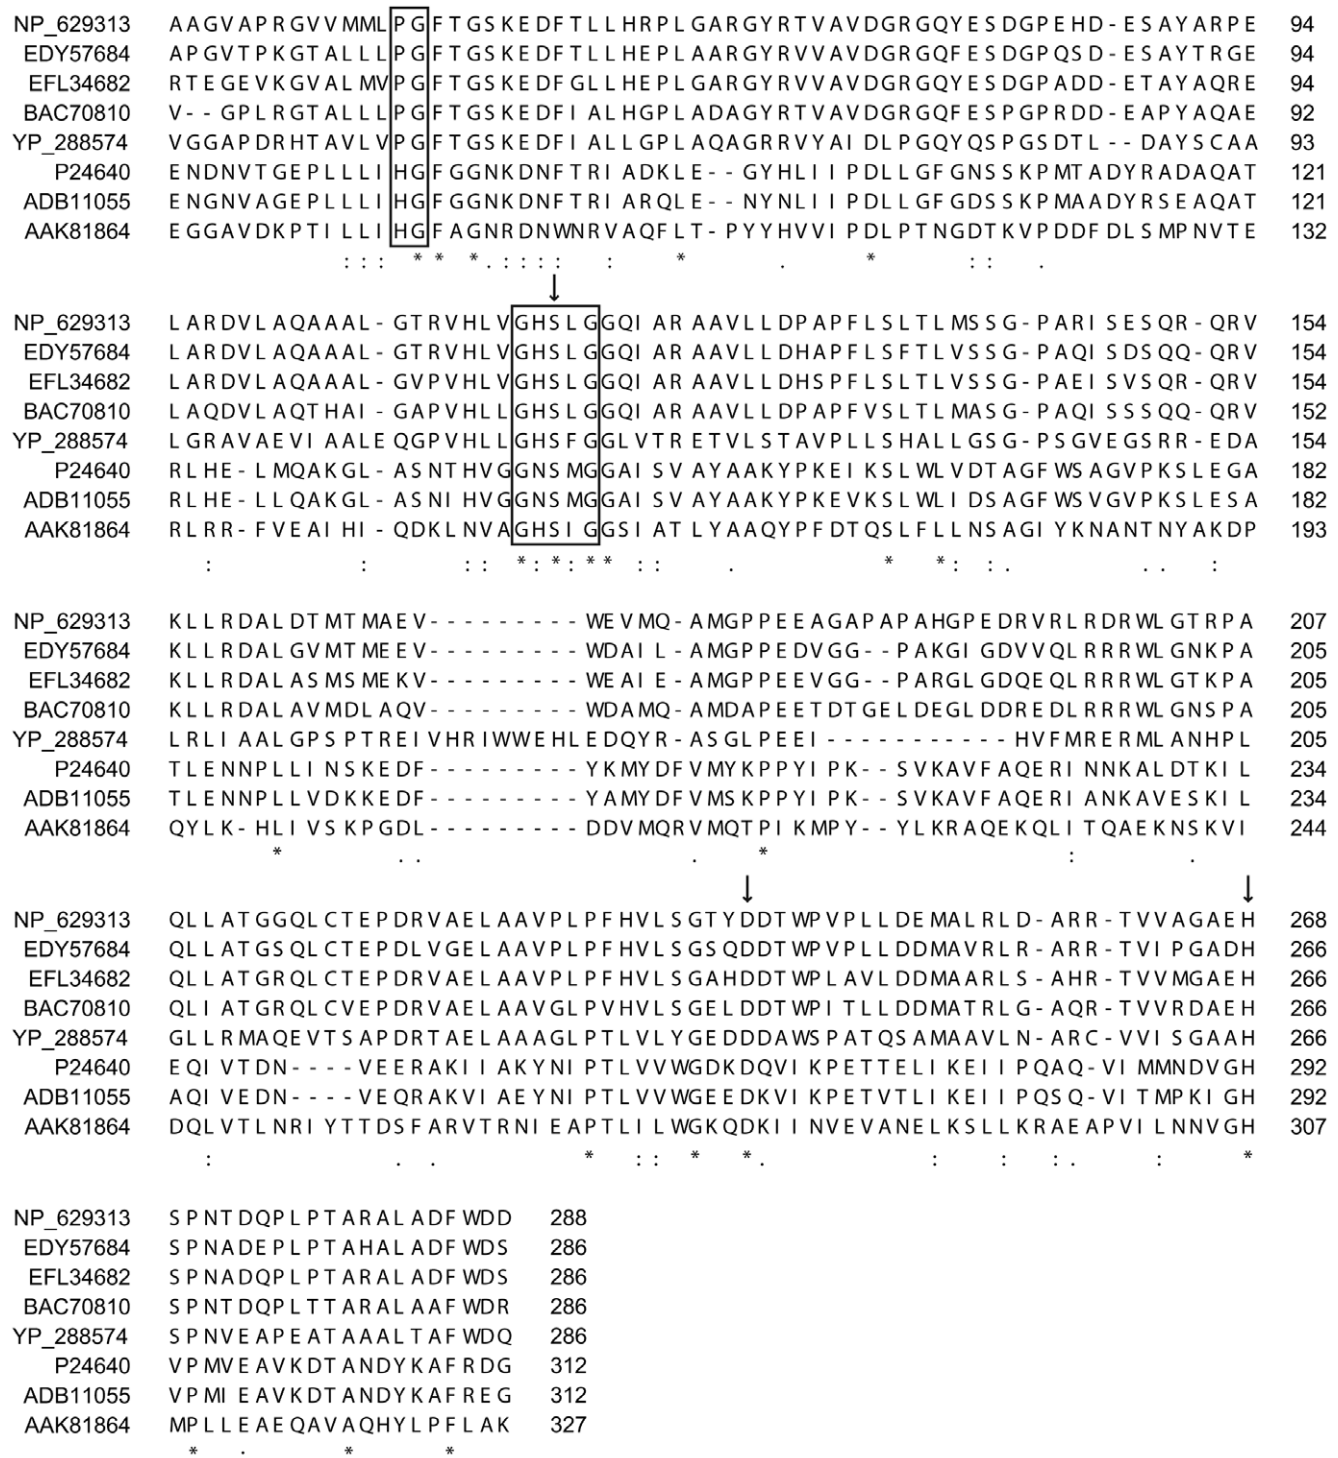 NP_629313 AAGVAPRGVVMMLPGFTGSKEDFTLLHRPLGARGYRTVAVDGRGQYESDGPEHD-ESAYARPE 94
EDY57684 APGVTPKGTALLLPGFTGSKEDFTLLHEPLAARGYRVVAVDGRGQFESDGPQSD-ESAYTRGE 94
EFL34682 RTEGEVKGVALMVPGFTGSKEDFGLLHEPLGARGYRVVAVDGRGQYESDGPADD-ETAYAQRE 94
BAC70810 V--GPLRGTALLLPGFTGSKEDFIALHGPLADAGYRTVAVDGRGQFESPGPRDD-EAPYAQAE 92
YP_288574 VGGAPDRHTAVLVPGFTGSKEDFIALLGPLAQAGRRVYAIDLPGQYQSPGSDTL--DAYSCAA 93
P24640 ENDNVTGEPLLLIHGFGGNKDNFTRIADKLE--GYHLIIPDLLGFGNSSKPMTADYRADAQAT 121
ADB11055 ENGNVAGEPLLLIHGFGGNKDNFTRIARQLE--NYNLIIPDLLGFGDSSKPMAADYRSEAQAT 121
AAK81864 EGGAVDKPTILLIHGFAGNRDNWNRVAQFLT-PYYHVVIPDLPTNGDTKVPDDFDLSMPNVTE 132
: : : * * * . : : : : : * . * : : .
↓
NP_629313 LARDVLAQAAAL-GTRVHLVGHSLGGQIARAAVLLDPAPFLSLTLMSSG-PARISESQR-QRV 154
EDY57684 LARDVLAQAAAL-GTRVHLVGHSLGGQIARAAVLLDHAPFLSFTLVSSG-PAQISDSQQ-QRV 154
EFL34682 LARDVLAQAAAL-GVPVHLVGHSLGGQIARAAVLLDHSPFLSLTLVSSG-PAEISVSQR-QRV 154
BAC70810 LAQDVLAQTHAI-GAPVHLLGHSLGGQIARAAVLLDPAPFVSLTLMASG-PAQISSSQQ-QRV 152
YP_288574 LGRAVAEVIAALEQGPVHLLGHSFGGLVTRETVLSTAVPLLSHALLGSG-PSGVEGSRR-EDA 154
P24640 RLHE-LMQAKGL-ASNTHVGGNSMGGAISVAYAAKYPKEIKSLWLVDTAGFWSAGVPKSLEGA 182
ADB11055 RLHE-LLQAKGL-ASNIHVGGNSMGGAISVAYAAKYPKEVKSLWLIDSAGFWSVGVPKSLESA 182
AAK81864 RLRR-FVEAIHI-QDKLNVAGHSIGGSIATLYAAQYPFDTQSLFLLNSAGIYKNANTNYAKDP 193
: : : : * : * : * * : : . * * : : . . . :
NP_629313 KLLRDALDTMTMAEV---------WEVMQ-AMGPPEEAGAPAPAHGPEDRVRLRDRWLGTRPA 207
EDY57684 KLLRDALGVMTMEEV---------WDAIL-AMGPPEDVGG--PAKGIGDVVQLRRRWLGNKPA 205
EFL34682 KLLRDALASMSMEKV---------WEAIE-AMGPPEEVGG--PARGLGDQEQLRRRWLGTKPA 205
BAC70810 KLLRDALAVMDLAQV---------WDAMQ-AMDAPEETDTGELDEGLDDREDLRRRWLGNSPA 205
YP_288574 LRLIAALGPSPTREIVHRIWWEHLEDQYR-ASGLPEEI-----------HVFMRERMLANHPL 205
P24640 TLENNPLLINSKEDF---------YKMYDFVMYKPPYIPK--SVKAVFAQERINNKALDTKIL 234
ADB11055 TLENNPLLVDKKEDF---------YAMYDFVMSKPPYIPK--SVKAVFAQERIANKAVESKIL 234
AAK81864 QYLK-HLIVSKPGDL---------DDVMQRVMQTPIKMPY--YLKRAQEKQLITQAEKNSKVI 244
* . . . * : .
↓ ↓
NP_629313 QLLATGGQLCTEPDRVAELAAVPLPFHVLSGTYDDTWPVPLLDEMALRLD-ARR-TVVAGAEH 268
EDY57684 QLLATGSQLCTEPDLVGELAAVPLPFHVLSGSQDDTWPVPLLDDMAVRLR-ARR-TVIPGADH 266
EFL34682 QLLATGRQLCTEPDRVAELAAVPLPFHVLSGAHDDTWPLAVLDDMAARLS-AHR-TVVMGAEH 266
BAC70810 QLIATGRQLCVEPDRVAELAAVGLPVHVLSGELDDTWPITLLDDMATRLG-AQR-TVVRDAEH 266
YP_288574 GLLRMAQEVTSAPDRTAELAAAGLPTLVLYGEDDDAWSPATQSAMAAVLN-ARC-VVISGAAH 266
P24640 EQIVTDN----VEERAKIIAKYNIPTLVVWGDKDQVIKPETTELIKEIIPQAQ-VIMMNDVGH 292
ADB11055 AQIVEDN----VEQRAKVIAEYNIPTLVVWGEEDKVIKPETVTLIKEIIPQSQ-VITMPKIGH 292
AAK81864 DQLVTLNRIYTTDSFARVTRNIEAPTLILWGKQDKIINVEVANELKSLLKRAEAPVILNNVGH 307
: . . * : : * * . : : : . : *
NP_629313 SPNTDQPLPTARALADFWDD 288
EDY57684 SPNADEPLPTAHALADFWDS 286
EFL34682 SPNADQPLPTARALADFWDS 286
BAC70810 SPNTDQPLTTARALAAFWDR 286
YP_288574 SPNVEAPEATAAALTAFWDQ 286
P24640 VPMVEAVKDTANDYKAFRDG 312
ADB11055 VPMIEAVKDTANDYKAFREG 312
AAK81864 MPLLEAEQAVAQHYLPFLAK 327
* . * *